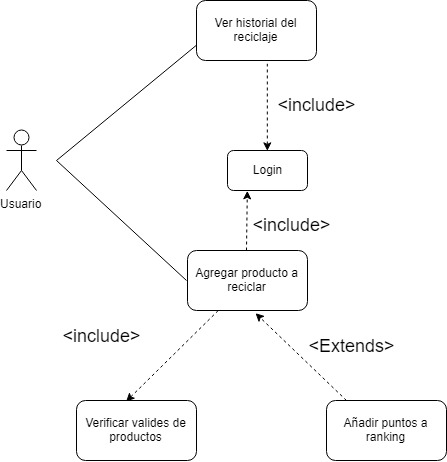 Ver historial del
reciclaje
<include>
Login
Usuario
<include>
Agregar producto a
reciclar
<include>
<Extends>
Verificar valides de
productos
Añadir puntos a
ranking